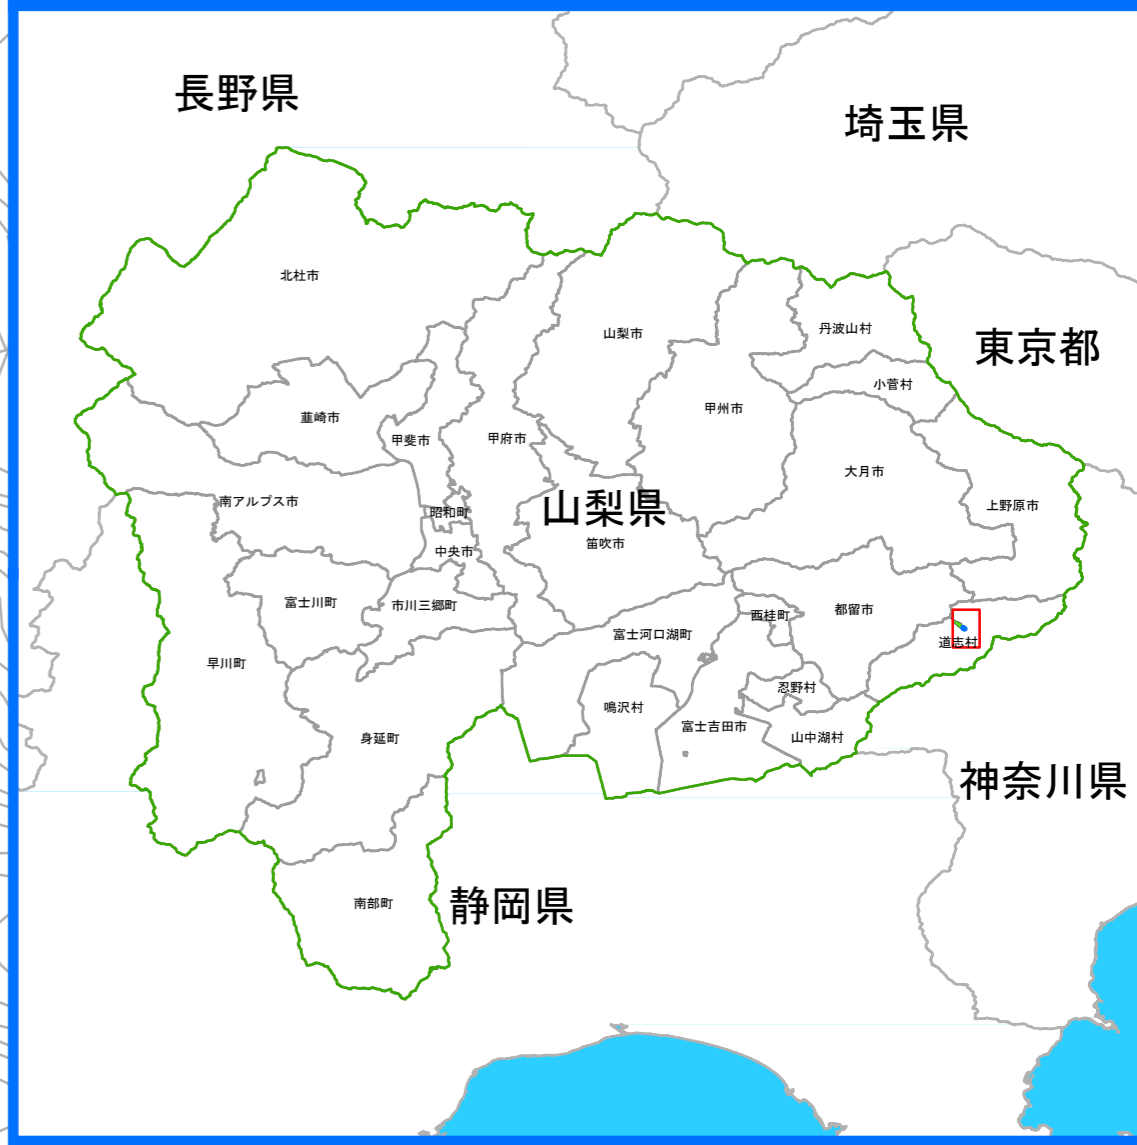 長野県
埼玉県
北杜市
丹波山村
山梨市
東京都
小菅村
甲州市
韮崎市
甲府市
甲斐市
大月市
南アルプス市
上野原市
山梨県
昭和町
笛吹市
中央市
富士川町
市川三郷町
都留市
西桂町
富士河口湖町
道志村
早川町
忍野村
鳴沢村
富士吉田市
山中湖村
身延町
神奈川県
南部町
静岡県